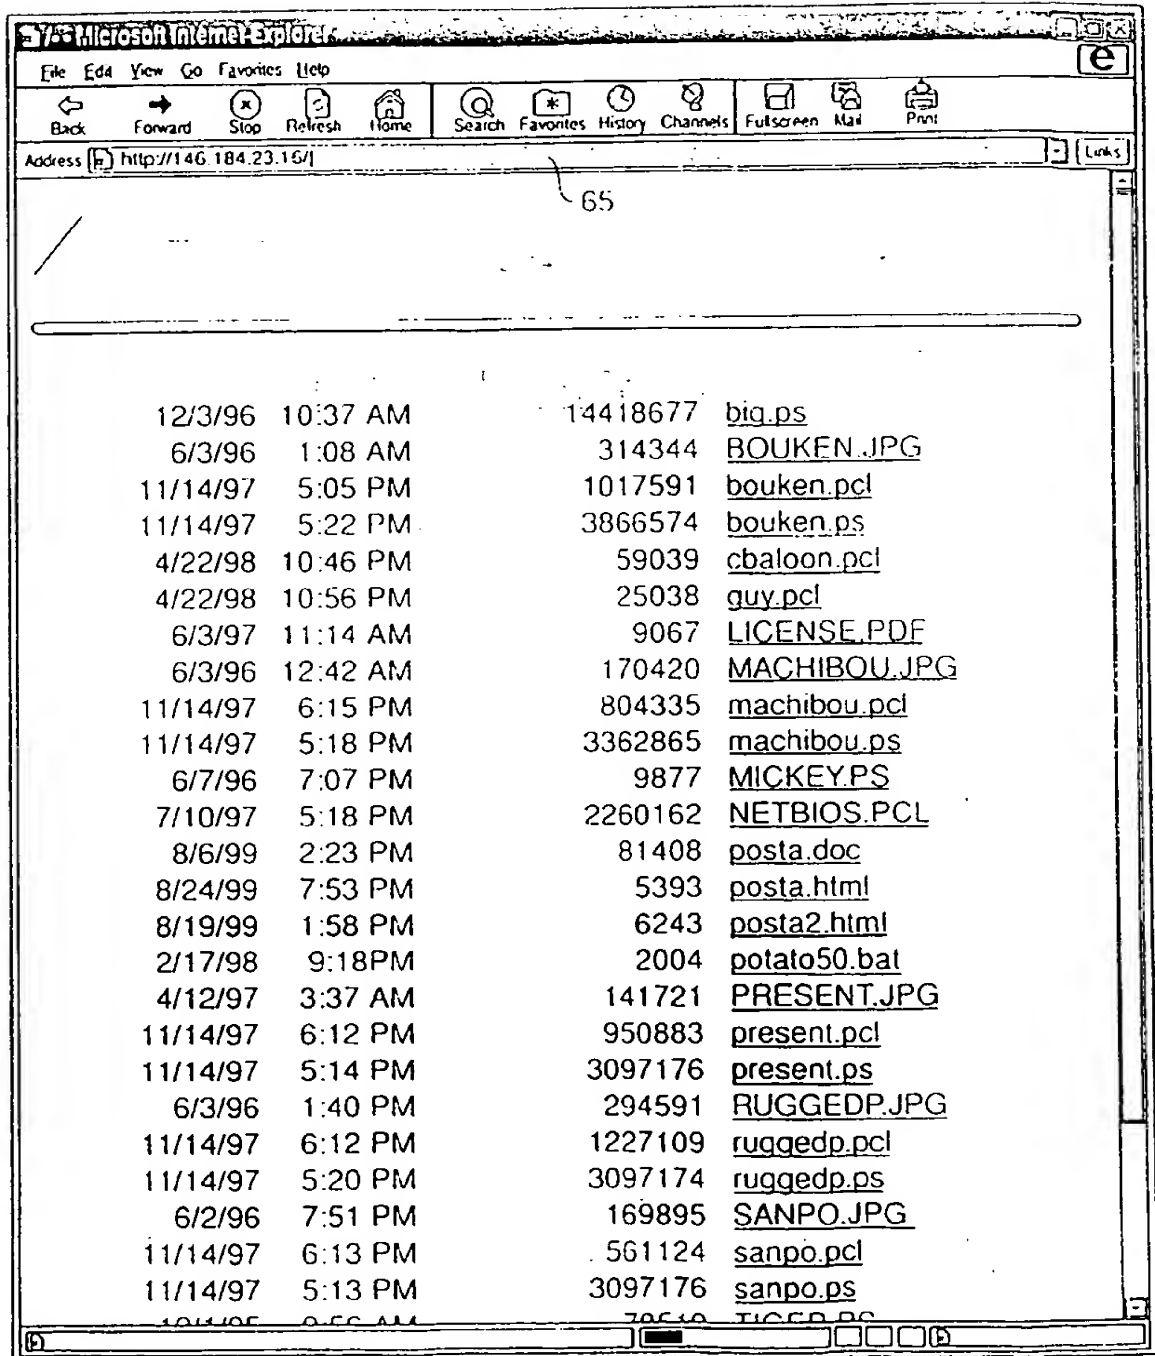 Microsoft Internet Explorer
File Edit View Go Favorites Help
Back Forward Stop Refresh Home Search Favorites History Channels Fullscreen Mail Print
Address http://146.184.23.16/ Links
65
/
12/3/96 10:37 AM 14418677 big.ps
6/3/96 1:08 AM 314344 BOUKEN.JPG
11/14/97 5:05 PM 1017591 bouken.pcl
11/14/97 5:22 PM 3866574 bouken.ps
4/22/98 10:46 PM 59039 cbaloon.pcl
4/22/98 10:56 PM 25038 guy.pcl
6/3/97 11:14 AM 9067 LICENSE.PDF
6/3/96 12:42 AM 170420 MACHIBOU.JPG
11/14/97 6:15 PM 804335 machibou.pcl
11/14/97 5:18 PM 3362865 machibou.ps
6/7/96 7:07 PM 9877 MICKEY.PS
7/10/97 5:18 PM 2260162 NETBIOS.PCL
8/6/99 2:23 PM 81408 posta.doc
8/24/99 7:53 PM 5393 posta.html
8/19/99 1:58 PM 6243 posta2.html
2/17/98 9:18PM 2004 potato50.bat
4/12/97 3:37 AM 141721 PRESENT.JPG
11/14/97 6:12 PM 950883 present.pcl
11/14/97 5:14 PM 3097176 present.ps
6/3/96 1:40 PM 294591 RUGGEDP.JPG
11/14/97 6:12 PM 1227109 ruggedp.pcl
11/14/97 5:20 PM 3097174 ruggedp.ps
6/2/96 7:51 PM 169895 SANPO.JPG
11/14/97 6:13 PM 561124 sanpo.pcl
11/14/97 5:13 PM 3097176 sanpo.ps
TIGER.PS